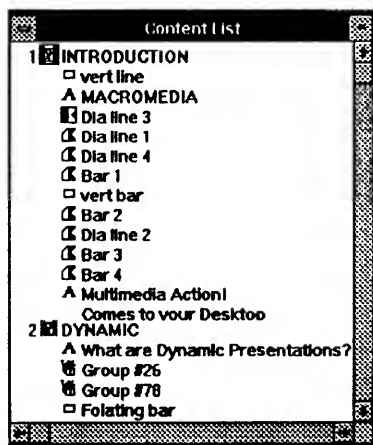 Content List
1 INTRODUCTION
vert line
A MACROMEDIA
Dia line 3
Dia line 1
Dia line 4
Bar 1
vert bar
Bar 2
Dia line 2
Bar 3
Bar 4
A Multimedia Action!
Comes to your Desktop
2 DYNAMIC
A What are Dynamic Presentations?
Group #26
Group #78
Folating bar